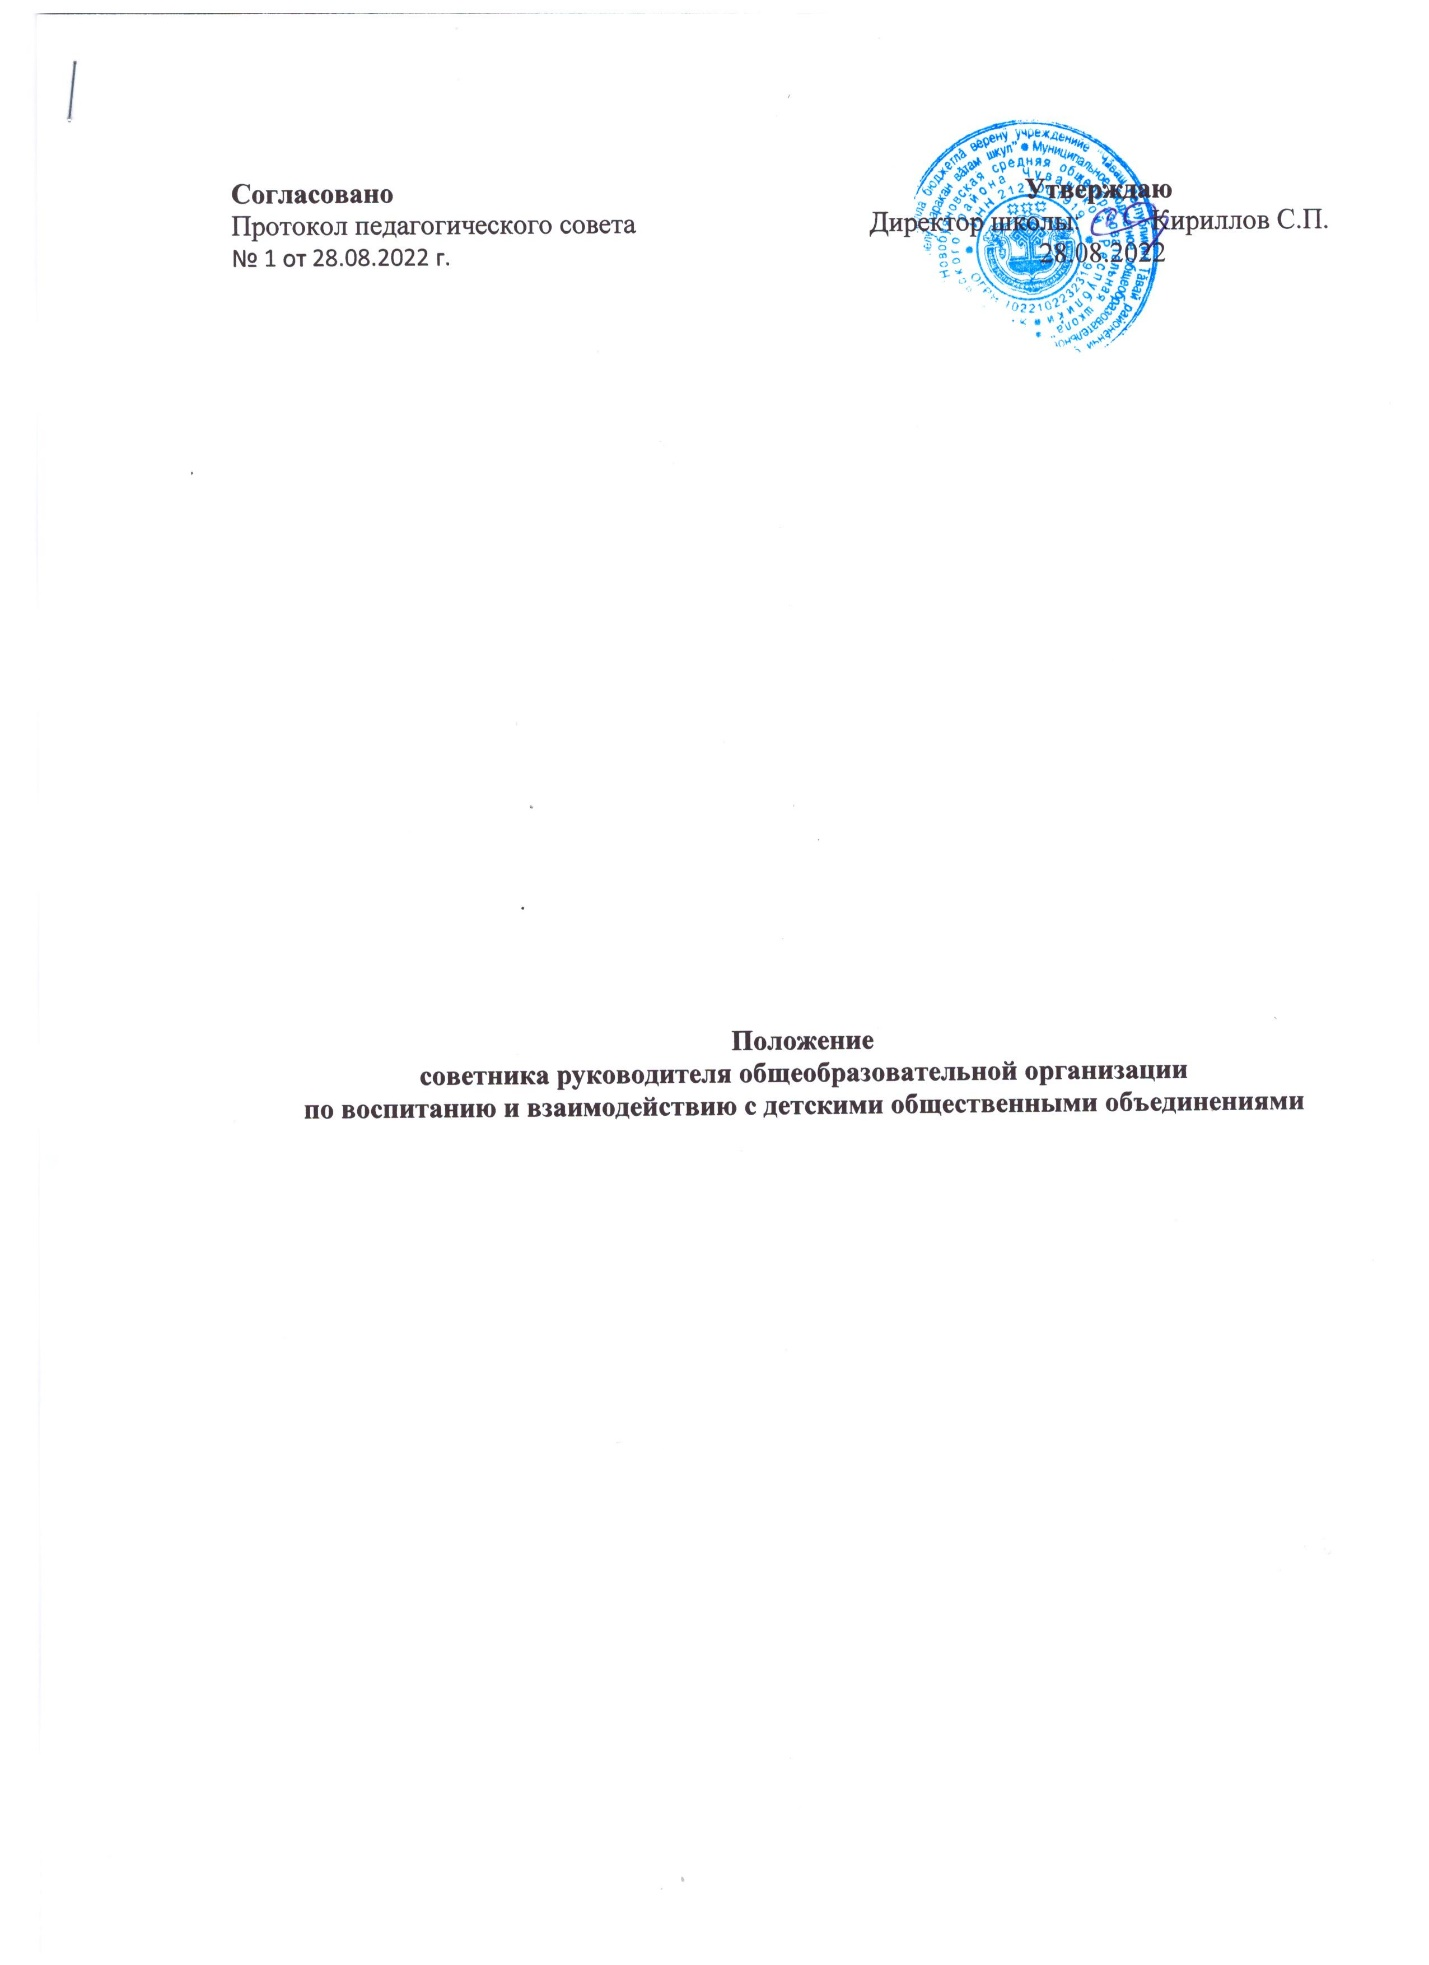 Согласовано
Протокол педагогического совета
№ 1 от 28.08.2022 г.
Утверждаю
Директор школы: Кириллов С.П.
28.08.2022
Положение
советника руководителя общеобразовательной организации
по воспитанию и взаимодействию с детскими общественными объединениями